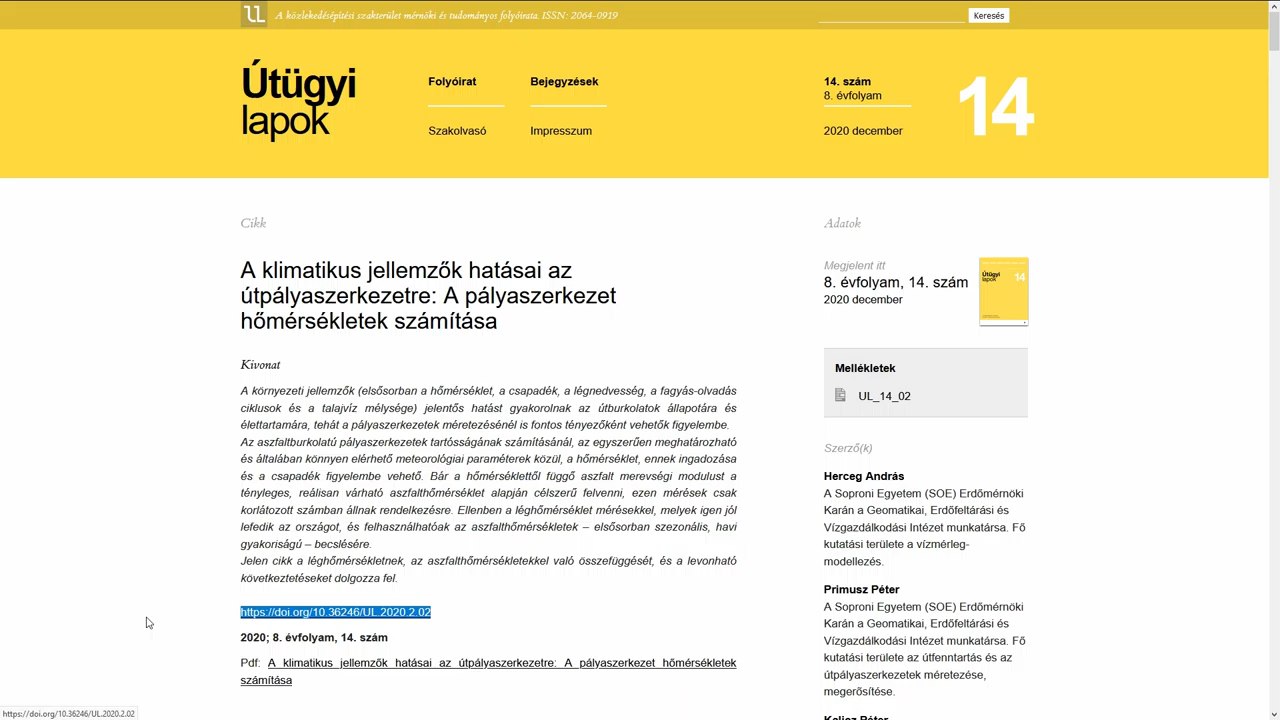 A közlekedésépítési szakterület mérnöki és tudományos folyóirata. ISSN: 2064-0919
Keresés
Útügyi
lapok
Folyóirat
Bejegyzések
Szakolvasó
Impresszum
14. szám
8. évfolyam
2020 december
14
Cikk
A klimatikus jellemzők hatásai az
útpályaszerkezetre: A pályaszerkezet
hőmérsékletek számítása
Kivonat
A környezeti jellemzők (elsősorban a hőmérséklet, a csapadék, a légnedvesség, a fagyás-olvadás
ciklusok és a talajvíz mélysége) jelentős hatást gyakorolnak az útburkolatok állapotára és
élettartamára, tehát a pályaszerkezetek méretezésénél is fontos tényezőként vehetők figyelembe.
Az aszfaltburkolatú pályaszerkezetek tartósságának számításánál, az egyszerűen meghatározható
és általában könnyen elérhető meteorológiai paraméterek közül, a hőmérséklet, ennek ingadozása
és a csapadék figyelembe vehető. Bár a hőmérséklettől függő aszfalt merevségi modulust a
tényleges, reálisan várható aszfalthőmérséklet alapján célszerű felvenni, ezen mérések csak
korlátozott számban állnak rendelkezésre. Ellenben a léghőmérséklet mérésekkel, melyek igen jól
lefedik az országot, és felhasználhatóak az aszfalthőmérsékletek – elsősorban szezonális, havi
gyakoriságú – becslésére.
Jelen cikk a léghőmérsékletnek, az aszfalthőmérsékletekkel való összefüggését, és a levonható
következtetéseket dolgozza fel.
https://doi.org/10.36246/UL.2020.2.02
2020; 8. évfolyam, 14. szám
Pdf: A klimatikus jellemzők hatásai az útpályaszerkezetre: A pályaszerkezet hőmérsékletek
számítása
Adatok
Megjelent itt
8. évfolyam, 14. szám
2020 december
Útügyi
lapok
14
Mellékletek
UL_14_02
Szerző(k)
Herceg András
A Soproni Egyetem (SOE) Erdőmérnöki
Karán a Geomatikai, Erdőfeltárási és
Vízgazdálkodási Intézet munkatársa. Fő
kutatási területe a vízmérleg-
modellezés.
Primusz Péter
A Soproni Egyetem (SOE) Erdőmérnöki
Karán a Geomatikai, Erdőfeltárási és
Vízgazdálkodási Intézet munkatársa. Fő
kutatási területe az útfenntartás és az
útpályaszerkezetek méretezése,
megerősítése.
Kalicz Péter
https://doi.org/10.36246/UL.2020.2.02